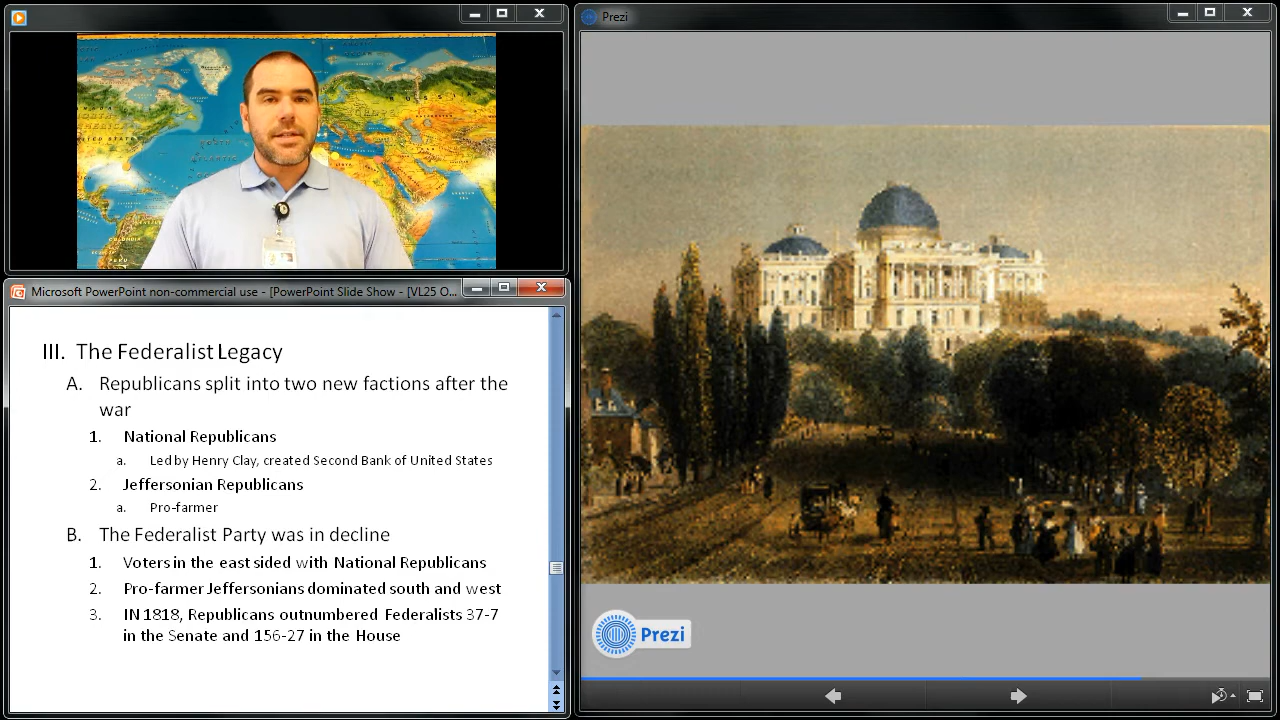 Prezi
Microsoft PowerPoint non-commercial use - [PowerPoint Slide Show - [VL25 O...
III. The Federalist Legacy
A. Republicans split into two new factions after the
war
1. National Republicans
a. Led by Henry Clay, created Second Bank of United States
2. Jeffersonian Republicans
a. Pro-farmer
B. The Federalist Party was in decline
1. Voters in the east sided with National Republicans
2. Pro-farmer Jeffersonians dominated south and west
3. IN 1818, Republicans outnumbered Federalists 37-7
in the Senate and 156-27 in the House
Prezi